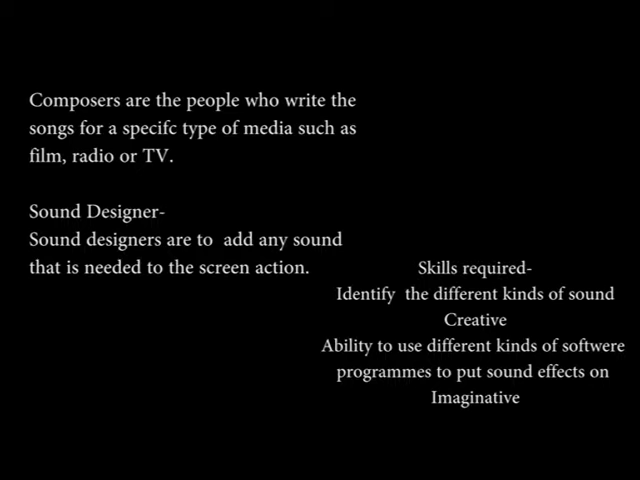 Composers are the people who write the
songs for a specifc type of media such as
film, radio or TV.
Sound Designer-
Sound designers are to  add any sound
that is needed to the screen action.
Skills required-
Identify  the different kinds of sound
Creative
Ability to use different kinds of softwere
programmes to put sound effects on
Imaginative